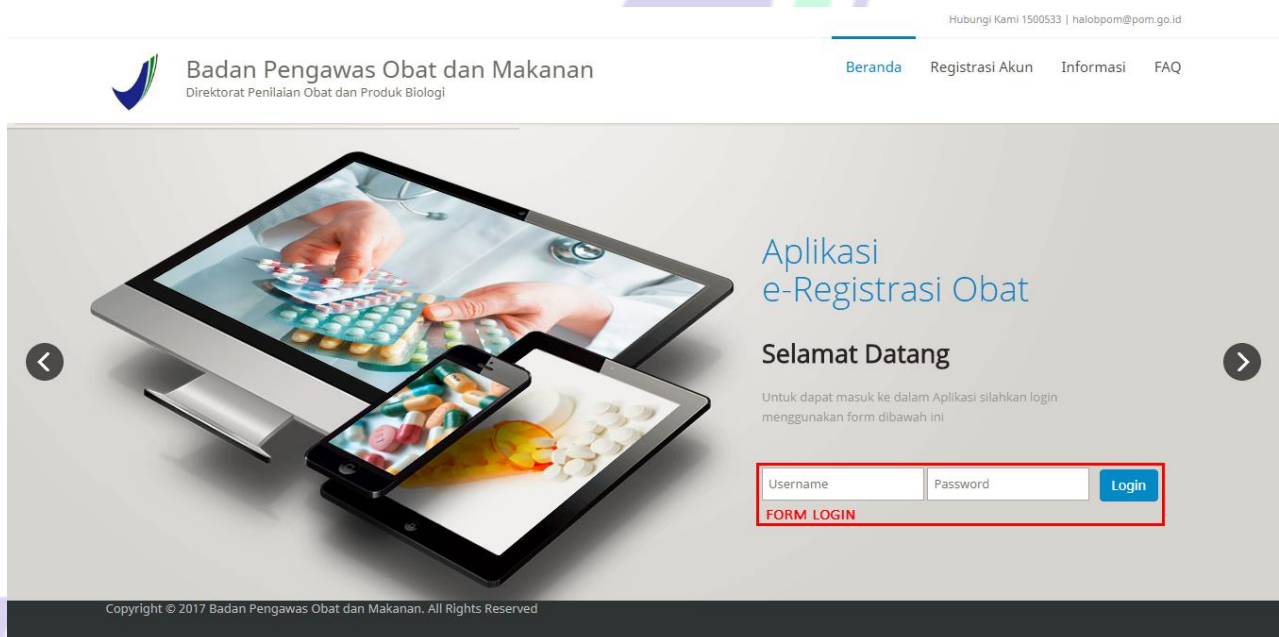 Hubungi Kami 1500533 | halobpom@pom.go.id
Badan Pengawas Obat dan Makanan
Direktorat Penilaian Obat dan Produk Biologi
Beranda Registrasi Akun Informasi FAQ
Aplikasi
e-Registrasi Obat
Selamat Datang
Untuk dapat masuk ke dalam Aplikasi silahkan login
menggunakan form dibawah ini
Username Password Login
FORM LOGIN
Copyright © 2017 Badan Pengawas Obat dan Makanan. All Rights Reserved